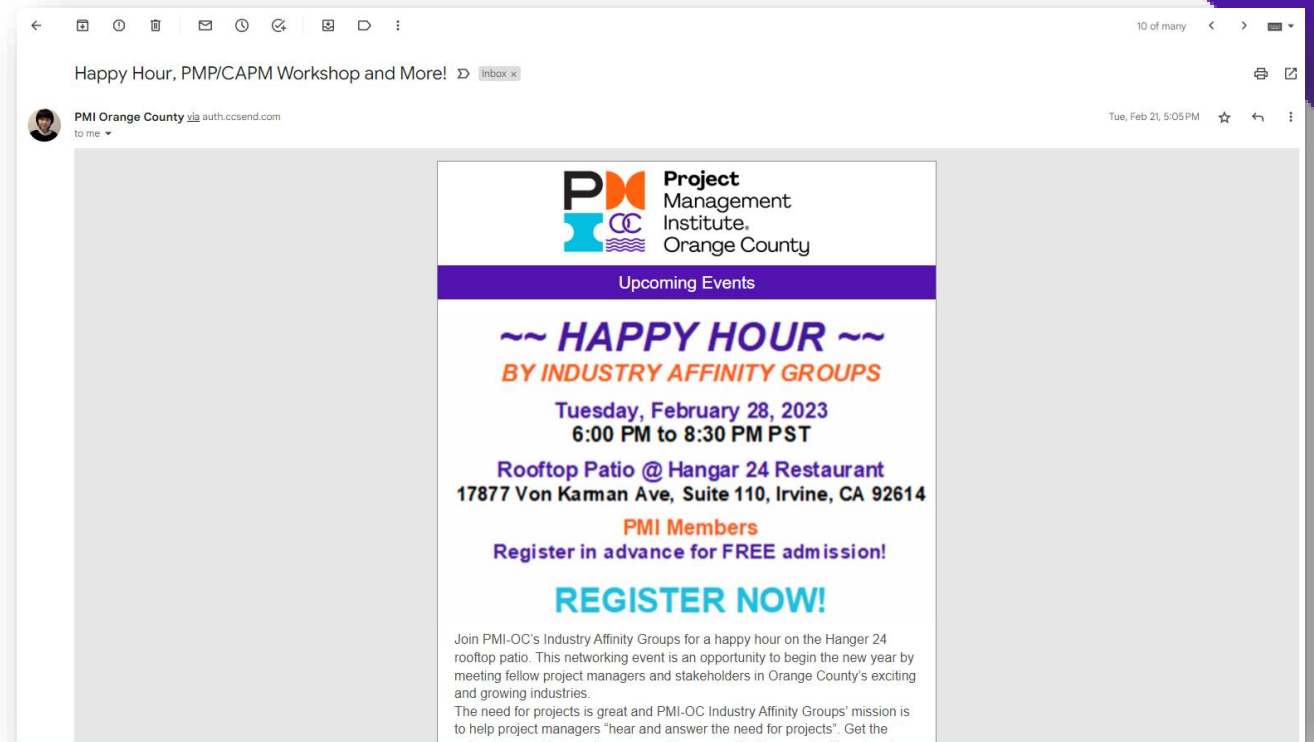 10 of many
Happy Hour, PMP/CAPM Workshop and More!
Inbox ×
PMI Orange County via auth.ccsend.com
Tue, Feb 21, 5:05 PM
to me
PM
I OC
Project
Management
Institute.
Orange County
Upcoming Events
~~ HAPPY HOUR ~~
BY INDUSTRY AFFINITY GROUPS
Tuesday, February 28, 2023
6:00 PM to 8:30 PM PST
Rooftop Patio @ Hangar 24 Restaurant
17877 Von Karman Ave, Suite 110, Irvine, CA 92614
PMI Members
Register in advance for FREE admission!
REGISTER NOW!
Join PMI-OC's Industry Affinity Groups for a happy hour on the Hanger 24
rooftop patio. This networking event is an opportunity to begin the new year by
meeting fellow project managers and stakeholders in Orange County's exciting
and growing industries.
The need for projects is great and PMI-OC Industry Affinity Groups' mission is
to help project managers “hear and answer the need for projects”. Get the